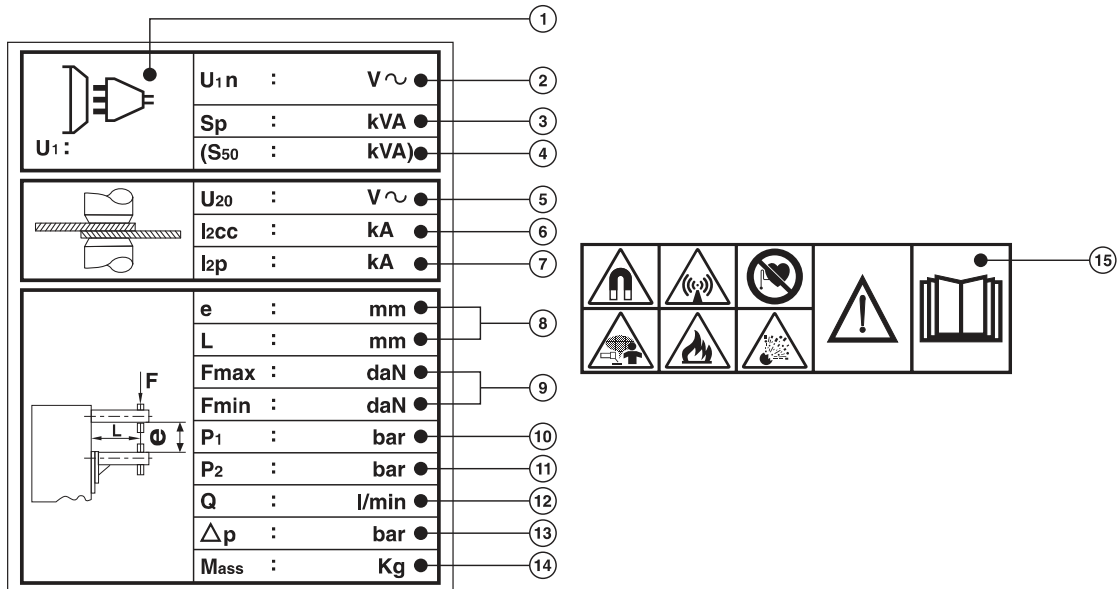 1
U1n : V~ 2
Sp : kVA 3
U1:
(S50 : kVA) 4
U20 : V~ 5
I2cc : kA 6
I2p : kA 7
e : mm
8
L : mm
Fmax : daN
9
Fmin : daN
F
L
e
P1 : bar 10
P2 : bar 11
Q : l/min 12
△p : bar 13
Mass : Kg 14
15